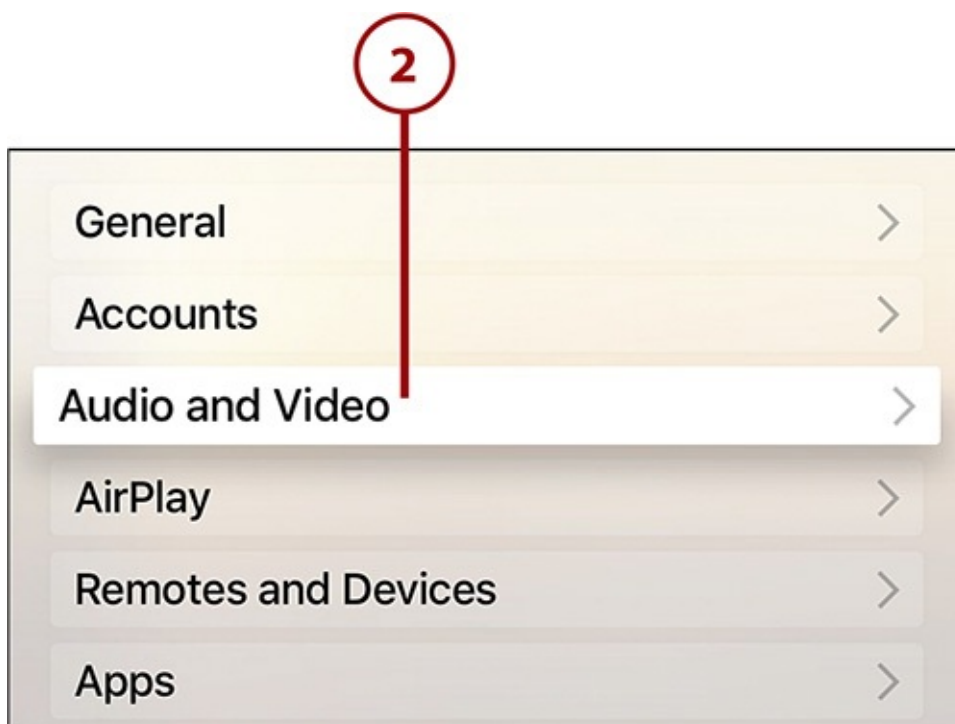 2
General
Accounts
Audio and Video
AirPlay
Remotes and Devices
Apps